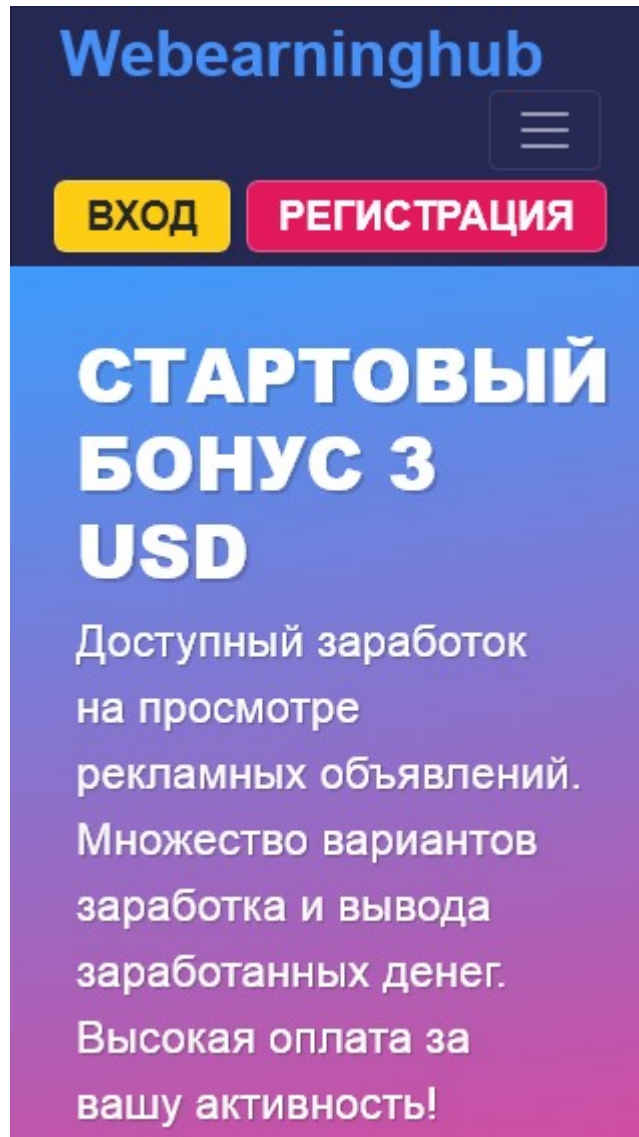 Webearninghub
ВХОД
РЕГИСТРАЦИЯ
СТАРТОВЫЙ
БОНУС 3
USD
Доступный заработок
на просмотре
рекламных объявлений.
Множество вариантов
заработка и вывода
заработанных денег.
Высокая оплата за
вашу активность!